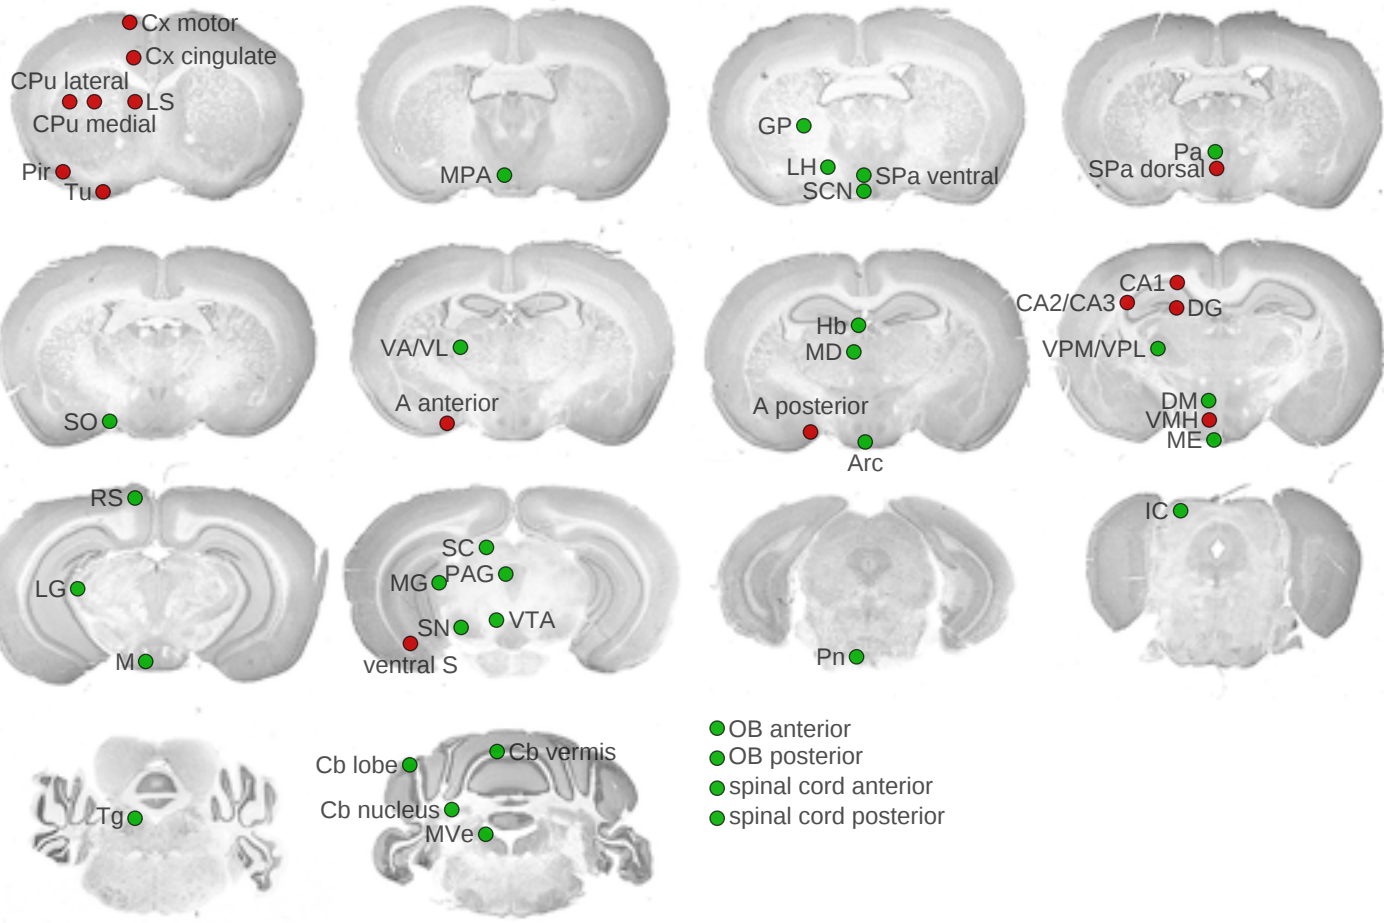 Cx motor
Cx cingulate
CPu lateral
LS
CPu medial
Pir
Tu
MPA
GP
LH
SPa ventral
SCN
Pa
SPa dorsal
SO
VA/VL
A anterior
Hb
MD
A posterior
Arc
CA1
CA2/CA3
DG
VPM/VPL
DM
VMH
ME
RS
LG
M
SC
MG
PAG
SN
VTA
ventral S
Pn
IC
Tg
Cb lobe
Cb vermis
Cb nucleus
MVe
OB anterior
OB posterior
spinal cord anterior
spinal cord posterior